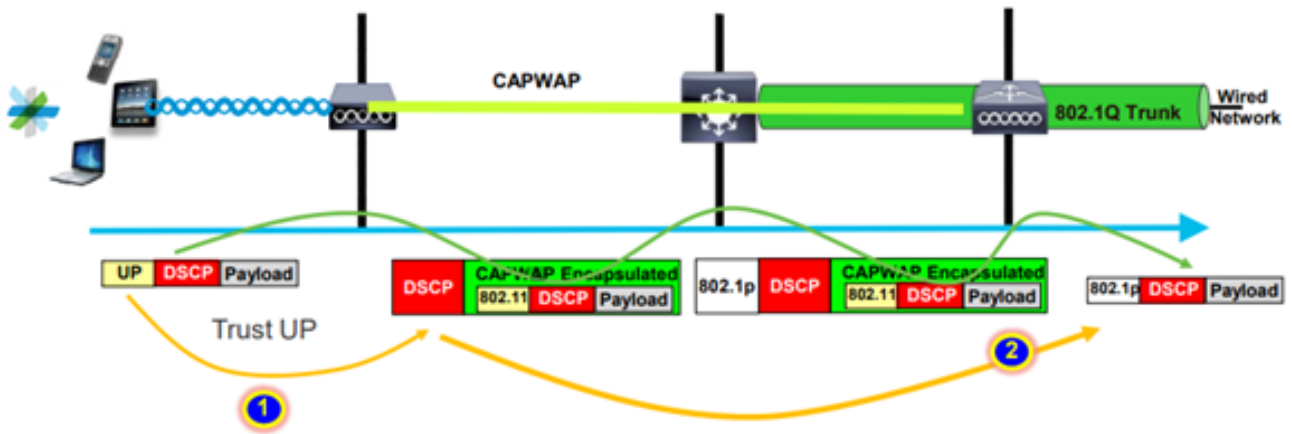 CAPWAP
802.1Q Trunk
Wired
Network
UP DSCP Payload
DSCP
CAPWAP Encapsulated
802.11 DSCP Payload
802.1p DSCP
CAPWAP Encapsulated
802.11 DSCP Payload
802.1p DSCP Payload
Trust UP
1
2